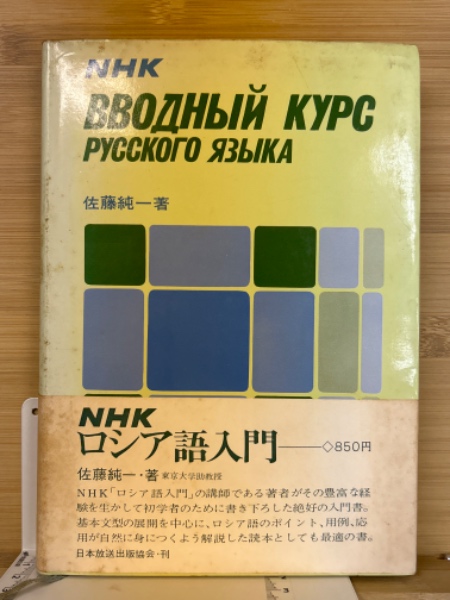 NHK
ВВОДНЫЙ КУРС
РУССКОГО ЯЗЫКА
佐藤純一著
NHK
ロシア語入門――◇850円
佐藤純一・著 東京大学助教授
NHK「ロシア語入門」の講師である著者がその豊富な経
験を生かして初学者のために書き下ろした絶好の入門書。
基本文型の展開を中心に、ロシア語のポイント、用例、応
用が自然に身につくよう解説した読本としても最適の書。
日本放送出版協会・刊